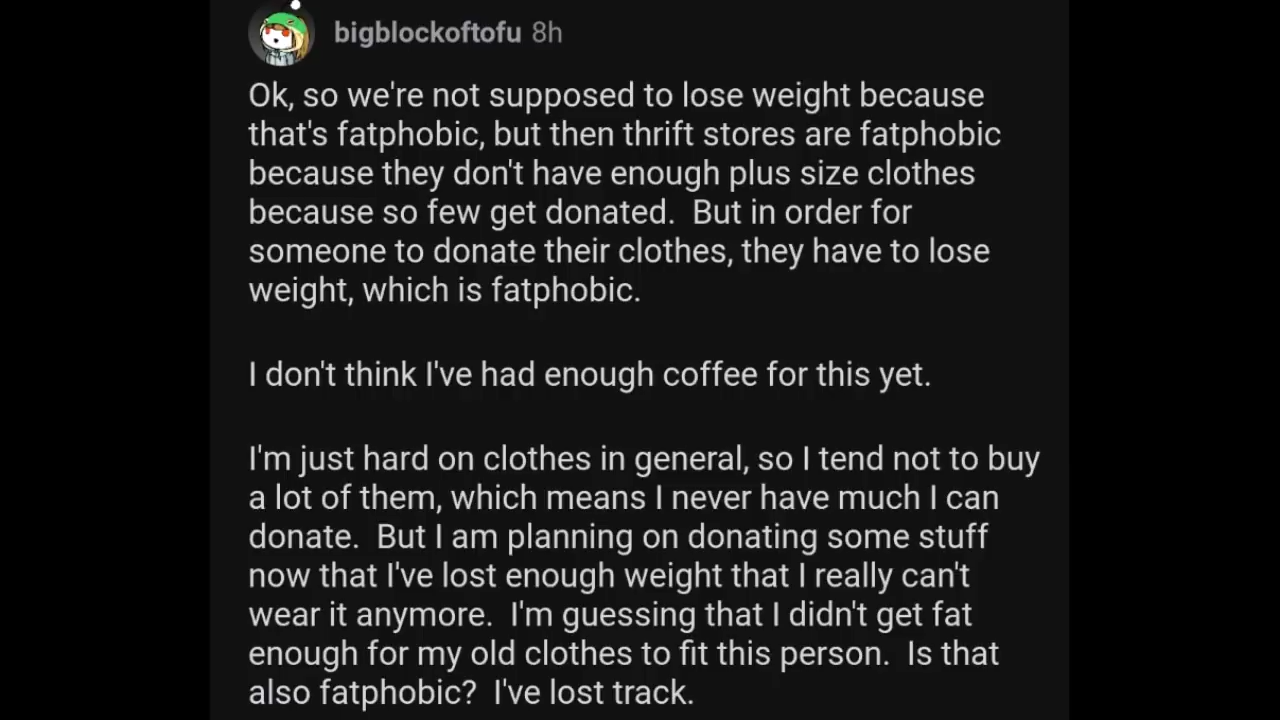 bigblockoftofu 8h
Ok, so we're not supposed to lose weight because
that's fatphobic, but then thrift stores are fatphobic
because they don't have enough plus size clothes
because so few get donated.  But in order for
someone to donate their clothes, they have to lose
weight, which is fatphobic.
I don't think I've had enough coffee for this yet.
I'm just hard on clothes in general, so I tend not to buy
a lot of them, which means I never have much I can
donate.  But I am planning on donating some stuff
now that I've lost enough weight that I really can't
wear it anymore.  I'm guessing that I didn't get fat
enough for my old clothes to fit this person.  Is that
also fatphobic?  I've lost track.